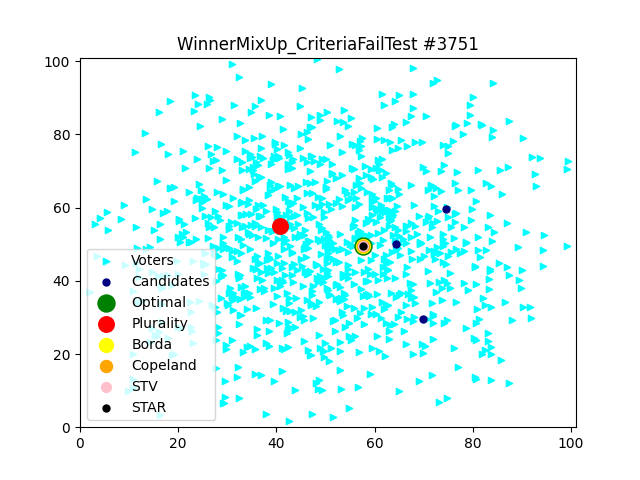 WinnerMixUp_CriteriaFailTest #3751
100
80
60
40
20
0
Voters
Candidates
Optimal
Plurality
Borda
Copeland
STV
STAR
0 20 40 60 80 100